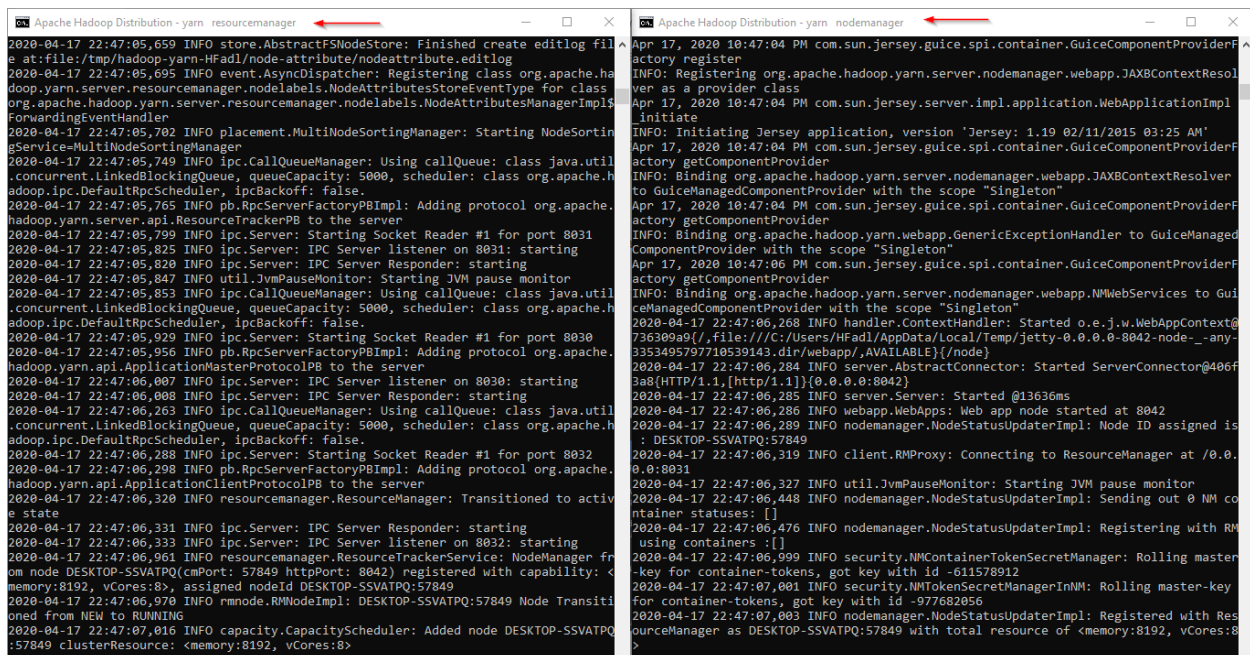 Apache Hadoop Distribution - yarn resourcemanager
2020-04-17 22:47:05,659 INFO store.AbstractFSNodeStore: Finished create editlog fil
e at:file:/tmp/hadoop-yarn-HFadl/node-attribute/nodeattribute.editlog
2020-04-17 22:47:05,695 INFO event.AsyncDispatcher: Registering class org.apache.ha
doop.yarn.server.resourcemanager.nodelabels.NodeAttributesStoreEventType for class
org.apache.hadoop.yarn.server.resourcemanager.nodelabels.NodeAttributesManagerImpl$
ForwardingEventHandler
2020-04-17 22:47:05,702 INFO placement.MultiNodeSortingManager: Starting NodeSortin
gService=MultiNodeSortingManager
2020-04-17 22:47:05,749 INFO ipc.CallQueueManager: Using callQueue: class java.util
.concurrent.LinkedBlockingQueue, queueCapacity: 5000, scheduler: class org.apache.h
adoop.ipc.DefaultRpcScheduler, ipcBackoff: false.
2020-04-17 22:47:05,765 INFO pb.RpcServerFactoryPBImpl: Adding protocol org.apache.
hadoop.yarn.server.api.ResourceTrackerPB to the server
2020-04-17 22:47:05,799 INFO ipc.Server: Starting Socket Reader #1 for port 8031
2020-04-17 22:47:05,825 INFO ipc.Server: IPC Server listener on 8031: starting
2020-04-17 22:47:05,820 INFO ipc.Server: IPC Server Responder: starting
2020-04-17 22:47:05,847 INFO util.JvmPauseMonitor: Starting JVM pause monitor
2020-04-17 22:47:05,853 INFO ipc.CallQueueManager: Using callQueue: class java.util
.concurrent.LinkedBlockingQueue, queueCapacity: 5000, scheduler: class org.apache.h
adoop.ipc.DefaultRpcScheduler, ipcBackoff: false.
2020-04-17 22:47:05,929 INFO ipc.Server: Starting Socket Reader #1 for port 8030
2020-04-17 22:47:05,956 INFO pb.RpcServerFactoryPBImpl: Adding protocol org.apache.
hadoop.yarn.api.ApplicationMasterProtocolPB to the server
2020-04-17 22:47:06,007 INFO ipc.Server: IPC Server listener on 8030: starting
2020-04-17 22:47:06,008 INFO ipc.Server: IPC Server Responder: starting
2020-04-17 22:47:06,263 INFO ipc.CallQueueManager: Using callQueue: class java.util
.concurrent.LinkedBlockingQueue, queueCapacity: 5000, scheduler: class org.apache.h
adoop.ipc.DefaultRpcScheduler, ipcBackoff: false.
2020-04-17 22:47:06,288 INFO ipc.Server: Starting Socket Reader #1 for port 8032
2020-04-17 22:47:06,298 INFO pb.RpcServerFactoryPBImpl: Adding protocol org.apache.
hadoop.yarn.api.ApplicationClientProtocolPB to the server
2020-04-17 22:47:06,320 INFO resourcemanager.ResourceManager: Transitioned to activ
e state
2020-04-17 22:47:06,331 INFO ipc.Server: IPC Server Responder: starting
2020-04-17 22:47:06,333 INFO ipc.Server: IPC Server listener on 8032: starting
2020-04-17 22:47:06,961 INFO resourcemanager.ResourceTrackerService: NodeManager fr
om node DESKTOP-SSVATPQ(cmPort: 57849 httpPort: 8042) registered with capability: <
memory:8192, vCores:8>, assigned nodeId DESKTOP-SSVATPQ:57849
2020-04-17 22:47:06,970 INFO rmnode.RMNodeImpl: DESKTOP-SSVATPQ:57849 Node Transiti
oned from NEW to RUNNING
2020-04-17 22:47:07,016 INFO capacity.CapacityScheduler: Added node DESKTOP-SSVATPQ
:57849 clusterResource: <memory:8192, vCores:8>
Apache Hadoop Distribution - yarn nodemanager
Apr 17, 2020 10:47:04 PM com.sun.jersey.guice.spi.container.GuiceComponentProviderF
actory register
INFO: Registering org.apache.hadoop.yarn.server.nodemanager.webapp.JAXBContextResol
ver as a provider class
Apr 17, 2020 10:47:04 PM com.sun.jersey.server.impl.application.WebApplicationImpl
_initiate
INFO: Initiating Jersey application, version 'Jersey: 1.19 02/11/2015 03:25 AM'
Apr 17, 2020 10:47:04 PM com.sun.jersey.guice.spi.container.GuiceComponentProviderF
actory getComponentProvider
INFO: Binding org.apache.hadoop.yarn.server.nodemanager.webapp.JAXBContextResolver
to GuiceManagedComponentProvider with the scope "Singleton"
Apr 17, 2020 10:47:04 PM com.sun.jersey.guice.spi.container.GuiceComponentProviderF
actory getComponentProvider
INFO: Binding org.apache.hadoop.yarn.webapp.GenericExceptionHandler to GuiceManaged
ComponentProvider with the scope "Singleton"
Apr 17, 2020 10:47:06 PM com.sun.jersey.guice.spi.container.GuiceComponentProviderF
actory getComponentProvider
INFO: Binding org.apache.hadoop.yarn.server.nodemanager.webapp.NMWebServices to Gui
ceManagedComponentProvider with the scope "Singleton"
2020-04-17 22:47:06,268 INFO handler.ContextHandler: Started o.e.j.w.WebAppContext@
736309a9{/,file:///C:/Users/HFadl/AppData/Local/Temp/jetty-0.0.0.0-8042-node-_-any-
3353495797710539143.dir/webapp/,AVAILABLE}{/node}
2020-04-17 22:47:06,284 INFO server.AbstractConnector: Started ServerConnector@406f
3a8{HTTP/1.1,[http/1.1]}{0.0.0.0:8042}
2020-04-17 22:47:06,285 INFO server.Server: Started @13636ms
2020-04-17 22:47:06,286 INFO webapp.WebApps: Web app node started at 8042
2020-04-17 22:47:06,289 INFO nodemanager.NodeStatusUpdaterImpl: Node ID assigned is
: DESKTOP-SSVATPQ:57849
2020-04-17 22:47:06,319 INFO client.RMProxy: Connecting to ResourceManager at /0.0.
0.0:8031
2020-04-17 22:47:06,327 INFO util.JvmPauseMonitor: Starting JVM pause monitor
2020-04-17 22:47:06,448 INFO nodemanager.NodeStatusUpdaterImpl: Sending out 0 NM co
ntainer statuses: []
2020-04-17 22:47:06,476 INFO nodemanager.NodeStatusUpdaterImpl: Registering with RM
using containers :[]
2020-04-17 22:47:06,999 INFO security.NMContainerTokenSecretManager: Rolling master
-key for container-tokens, got key with id -611578912
2020-04-17 22:47:07,001 INFO security.NMTokenSecretManagerInNM: Rolling master-key
for container-tokens, got key with id -977682056
2020-04-17 22:47:07,003 INFO nodemanager.NodeStatusUpdaterImpl: Registered with Res
ourceManager as DESKTOP-SSVATPQ:57849 with total resource of <memory:8192, vCores:8
>